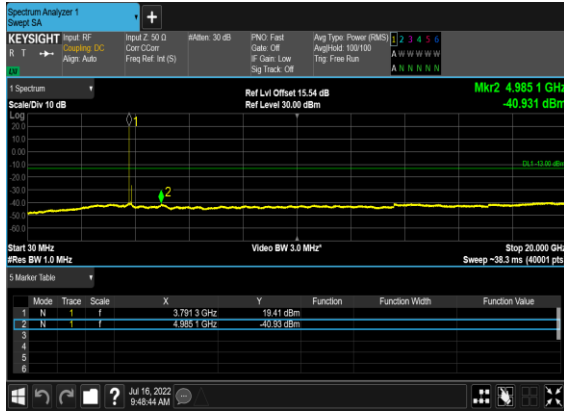 Spectrum Analyzer 1
Swept SA
+
KEYSIGHT Input: RF Input Z: 50 Ω #Atten: 30 dB PNO: Fast Avg Type: Power (RMS) 1 2 3 4 5 6
R T Coupling: DC Corr CCorr Gate: Off Avg|Hold: 100/100 A W W W W W
Align: Auto Freq Ref: Int (S) IF Gain: Low Trig: Free Run
Sig Track: Off A N N N N N
1 Spectrum Ref Lvl Offset 15.54 dB Mkr2 4.985 1 GHz
Scale/Div 10 dB Ref Level 30.00 dBm -40.931 dBm
Log
20.0
10.0
0.00
-10.0
-20.0
-30.0
-40.0
-50.0
-60.0
1
2
DL1 -13.00 dBm
Start 30 MHz Video BW 3.0 MHz* Stop 20.000 GHz
#Res BW 1.0 MHz Sweep ~38.3 ms (40001 pts
5 Marker Table
Mode Trace Scale X Y Function Function Width Function Value
1 N 1 f 3.791 3 GHz 19.41 dBm
2 N 1 f 4.985 1 GHz -40.93 dBm
3
4
5
6
? Jul 16, 2022
9:48:44 AM